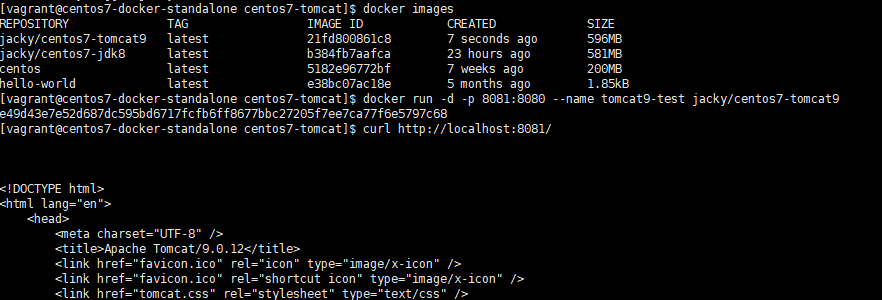 [vagrant@centos7-docker-standalone centos7-tomcat]$ docker images
REPOSITORY TAG IMAGE ID CREATED SIZE
jacky/centos7-tomcat9 latest 21fd800861c8 7 seconds ago 596MB
jacky/centos7-jdk8 latest b384fb7aafca 23 hours ago 581MB
centos latest 5182e96772bf 7 weeks ago 200MB
hello-world latest e38bc07ac18e 5 months ago 1.85kB
[vagrant@centos7-docker-standalone centos7-tomcat]$ docker run -d -p 8081:8080 --name tomcat9-test jacky/centos7-tomcat9
e49d43e7e52d687dc595bd6717fcfb6ff8677bbc27205f7ee7ca77f6e5797c68
[vagrant@centos7-docker-standalone centos7-tomcat]$ curl http://localhost:8081/
<!DOCTYPE html>
<html lang="en">
<head>
<meta charset="UTF-8" />
<title>Apache Tomcat/9.0.12</title>
<link href="favicon.ico" rel="icon" type="image/x-icon" />
<link href="favicon.ico" rel="shortcut icon" type="image/x-icon" />
<link href="tomcat.css" rel="stylesheet" type="text/css" />